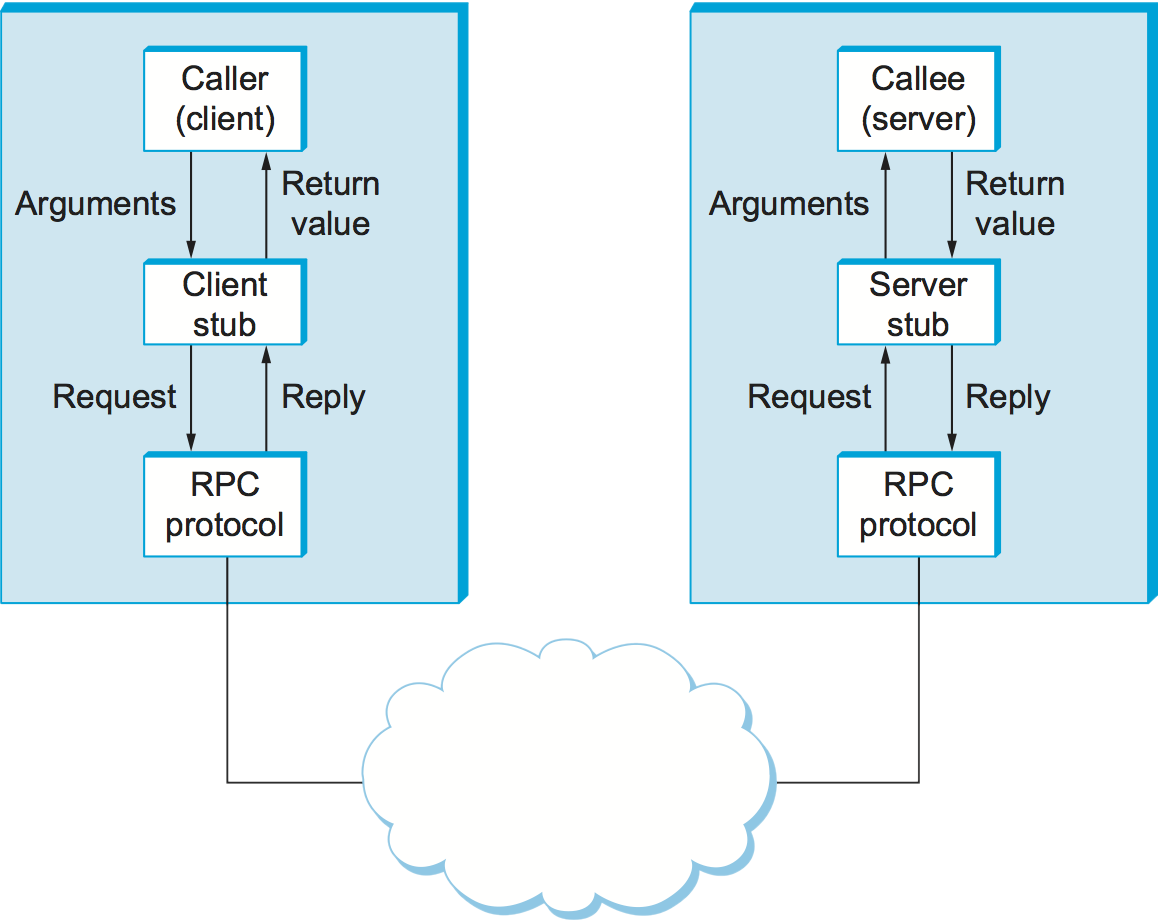 Caller
(client)
Arguments
Return
value
Client
stub
Request
Reply
RPC
protocol
Callee
(server)
Arguments
Return
value
Server
stub
Request
Reply
RPC
protocol